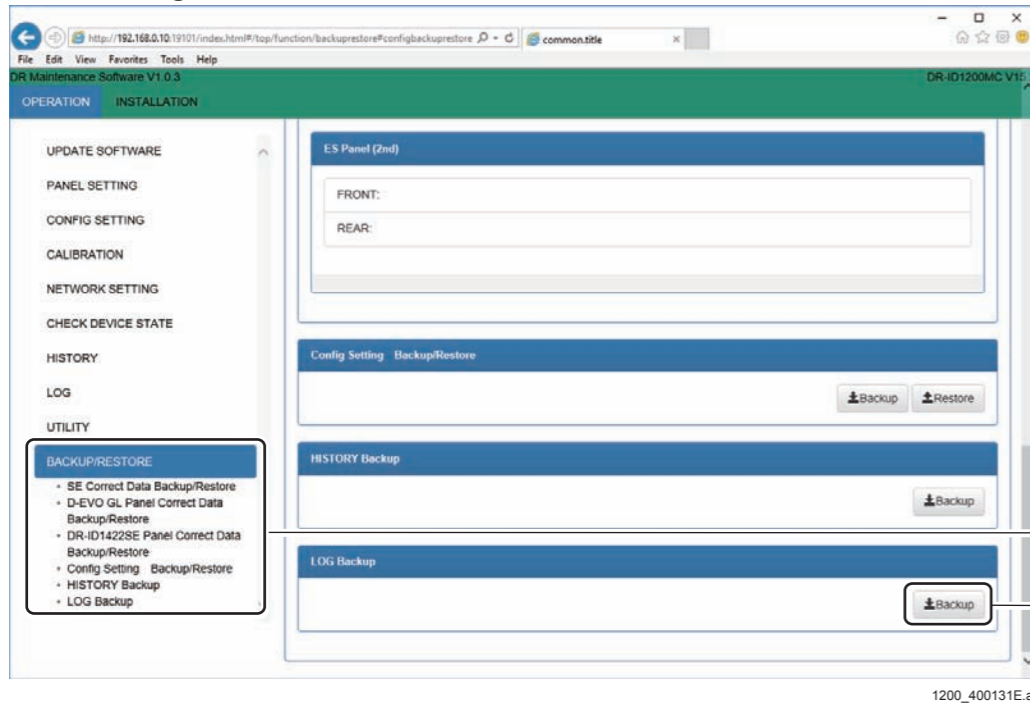 http://192.168.0.10:19101/index.html#/top/function/backuprestore#configbackuprestore
common.title
File Edit View Favorites Tools Help
DR Maintenance Software V1.0.3
DR-ID1200MC V15
OPERATION INSTALLATION
UPDATE SOFTWARE
PANEL SETTING
CONFIG SETTING
CALIBRATION
NETWORK SETTING
CHECK DEVICE STATE
HISTORY
LOG
UTILITY
BACKUP/RESTORE
• SE Correct Data Backup/Restore
• D-EVO GL Panel Correct Data
Backup/Restore
• DR-ID1422SE Panel Correct Data
Backup/Restore
• Config Setting Backup/Restore
• HISTORY Backup
• LOG Backup
ES Panel (2nd)
FRONT:
REAR:
Config Setting Backup/Restore
Backup Restore
HISTORY Backup
Backup
LOG Backup
Backup
1200_400131E.a